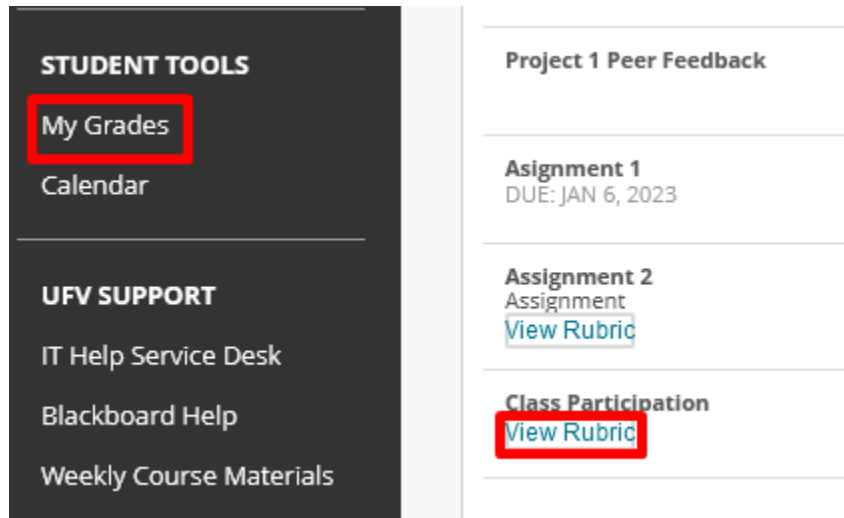 STUDENT TOOLS
My Grades
Calendar
UFV SUPPORT
IT Help Service Desk
Blackboard Help
Weekly Course Materials
Project 1 Peer Feedback
Asignment 1
DUE: JAN 6, 2023
Assignment 2
Assignment
View Rubric
Class Participation
View Rubric